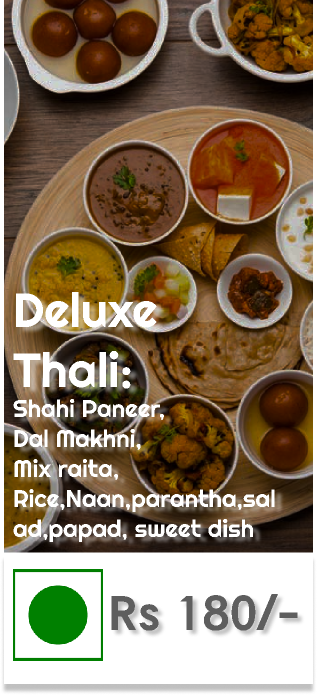 Deluxe
Thali:
Shahi Paneer,
Dal Makhni,
Mix raita,
Rice,Naan,parantha,sal
ad,papad, sweet dish
Rs 180/-